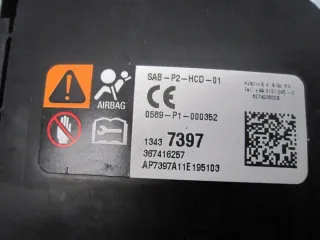 SAB-P2-HCD-01
AIRBAG
CE
0589-P1-000352
1343 7397
367416257
AP7397A11E195103